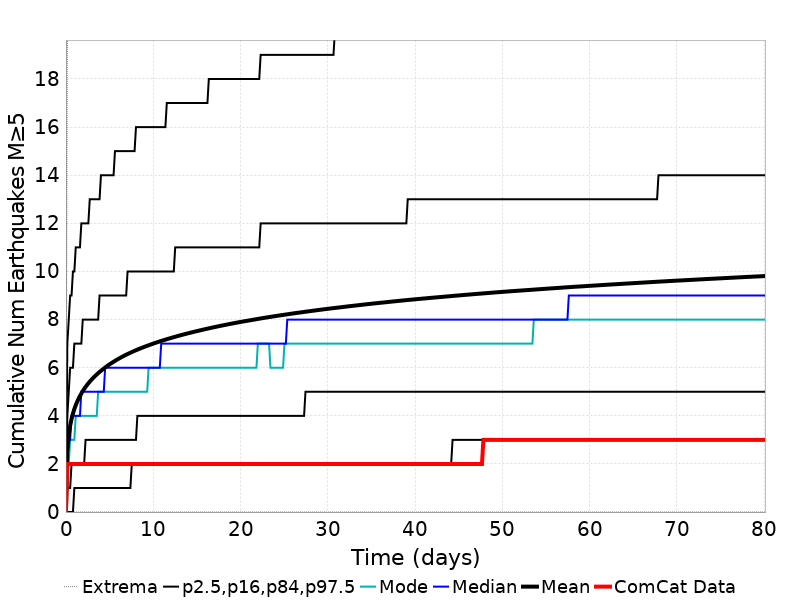 Cumulative Num Earthquakes M≥5
18
16
14
12
10
8
6
4
2
0
0 10 20 30 40 50 60 70 80
Time (days)
Extrema p2.5,p16,p84,p97.5 Mode Median Mean ComCat Data